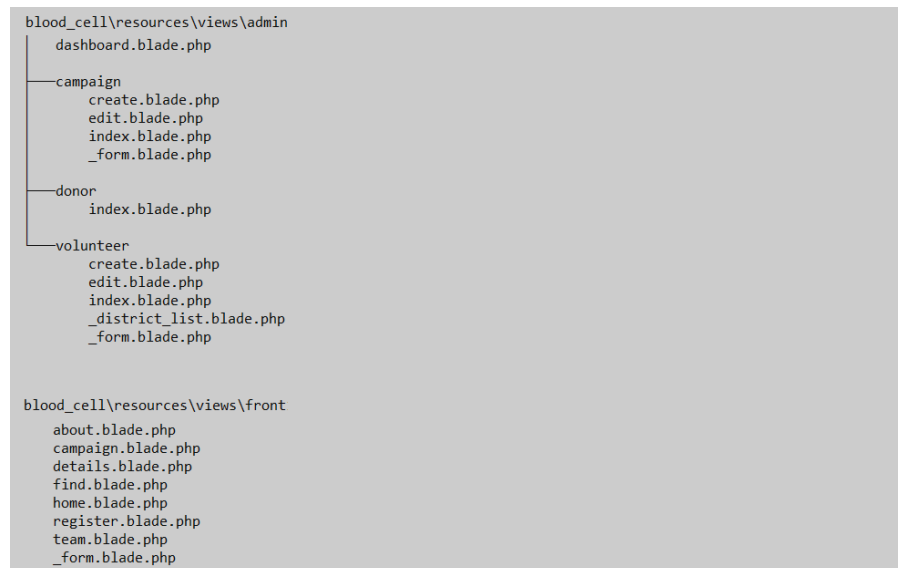 blood_cell\resources\views\admin
dashboard.blade.php
campaign
create.blade.php
edit.blade.php
index.blade.php
_form.blade.php
donor
index.blade.php
volunteer
create.blade.php
edit.blade.php
index.blade.php
_district_list.blade.php
_form.blade.php
blood_cell\resources\views\front
about.blade.php
campaign.blade.php
details.blade.php
find.blade.php
home.blade.php
register.blade.php
team.blade.php
_form.blade.php